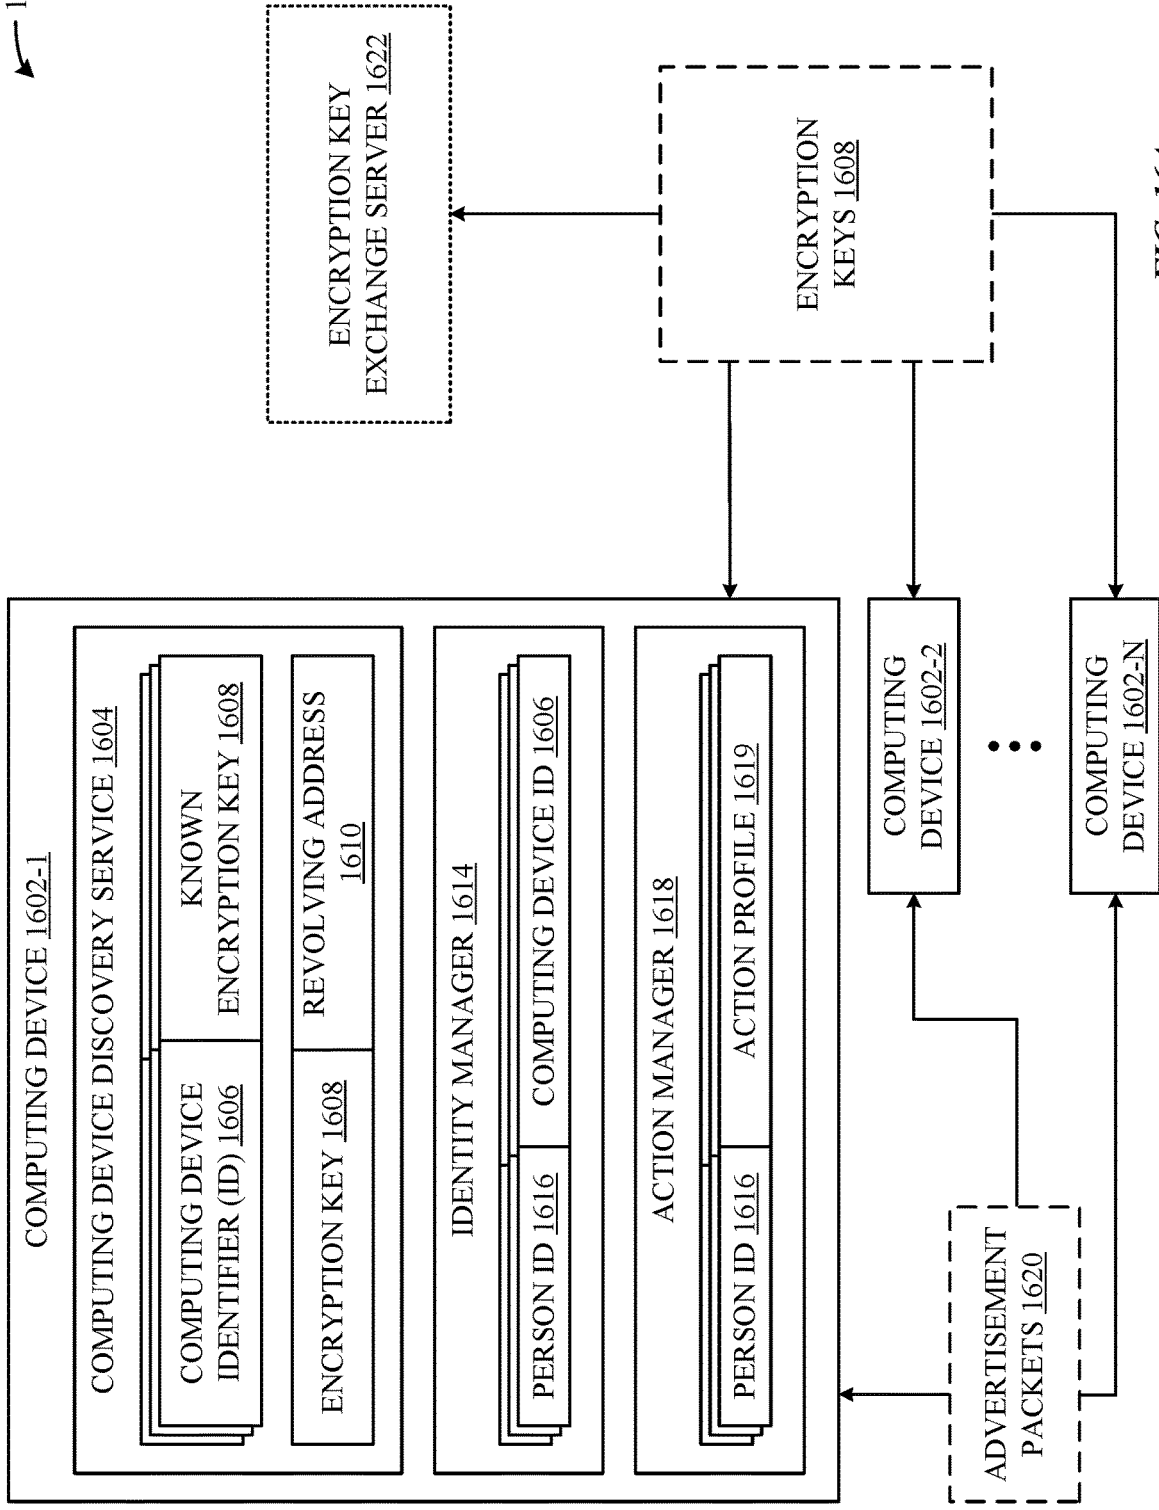 COMPUTING DEVICE 1602-1
COMPUTING DEVICE DISCOVERY SERVICE 1604
COMPUTING DEVICE
IDENTIFIER (ID) 1606
KNOWN
ENCRYPTION KEY 1608
ENCRYPTION KEY 1608
REVOLVING ADDRESS
1610
IDENTITY MANAGER 1614
PERSON ID 1616
COMPUTING DEVICE ID 1606
ACTION MANAGER 1618
PERSON ID 1616
ACTION PROFILE 1619
ADVERTISEMENT
PACKETS 1620
COMPUTING
DEVICE 1602-2
COMPUTING
DEVICE 1602-N
ENCRYPTION KEY
EXCHANGE SERVER 1622
ENCRYPTION
KEYS 1608